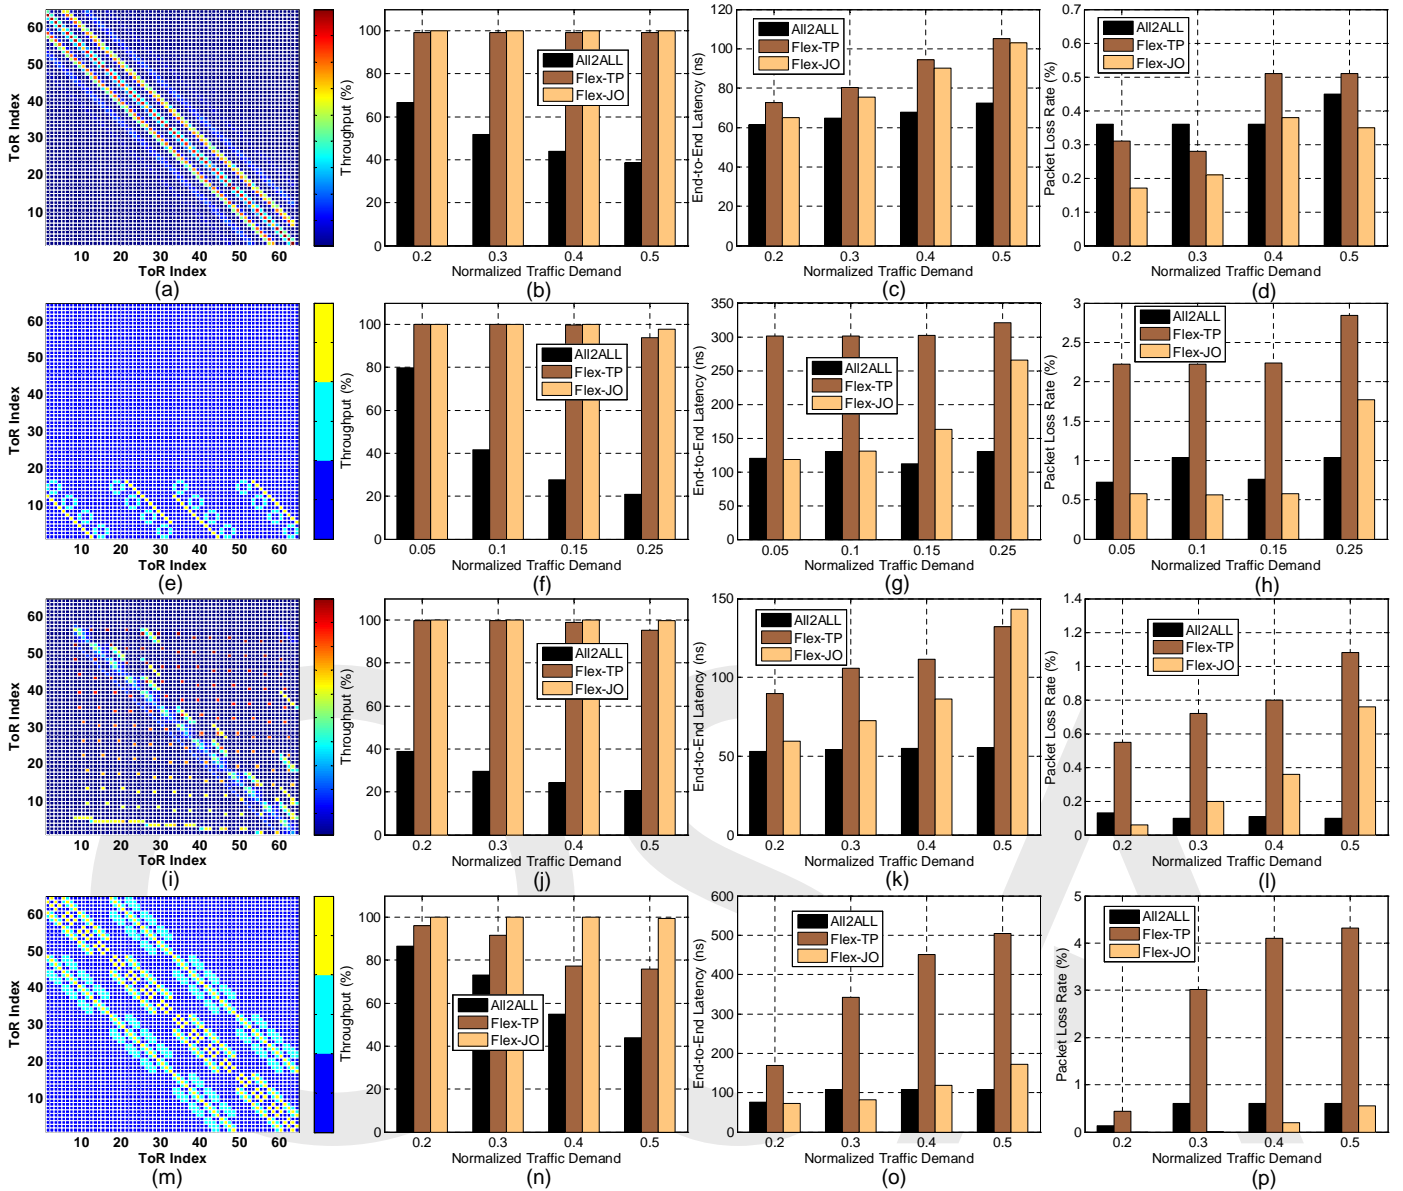 60
50
40
30
20
10
10 20 30 40 50 60
ToR Index
ToR Index
(a)
Throughput (%)
100
80
60
40
20
0
0.2 0.3 0.4 0.5
Normalized Traffic Demand
All2ALL
Flex-TP
Flex-JO
(b)
End-to-End Latency (ns)
120
100
80
60
40
20
0
0.2 0.3 0.4 0.5
Normalized Traffic Demand
All2ALL
Flex-TP
Flex-JO
(c)
Packet Loss Rate (%)
0.7
0.6
0.5
0.4
0.3
0.2
0.1
0
0.2 0.3 0.4 0.5
Normalized Traffic Demand
All2ALL
Flex-TP
Flex-JO
(d)
60
50
40
30
20
10
10 20 30 40 50 60
ToR Index
ToR Index
(e)
Throughput (%)
100
80
60
40
20
0
0.05 0.1 0.15 0.25
Normalized Traffic Demand
All2ALL
Flex-TP
Flex-JO
(f)
End-to-End Latency (ns)
350
300
250
200
150
100
50
0
0.05 0.1 0.15 0.25
Normalized Traffic Demand
All2ALL
Flex-TP
Flex-JO
(g)
Packet Loss Rate (%)
3
2.5
2
1.5
1
0.5
0
0.05 0.1 0.15 0.25
Normalized Traffic Demand
All2ALL
Flex-TP
Flex-JO
(h)
60
50
40
30
20
10
10 20 30 40 50 60
ToR Index
ToR Index
(i)
Throughput (%)
100
80
60
40
20
0
0.2 0.3 0.4 0.5
Normalized Traffic Demand
All2ALL
Flex-TP
Flex-JO
(j)
End-to-End Latency (ns)
150
100
50
0
0.2 0.3 0.4 0.5
Normalized Traffic Demand
All2ALL
Flex-TP
Flex-JO
(k)
Packet Loss Rate (%)
1.4
1.2
1
0.8
0.6
0.4
0.2
0
0.2 0.3 0.4 0.5
Normalized Traffic Demand
All2ALL
Flex-TP
Flex-JO
(l)
60
50
40
30
20
10
10 20 30 40 50 60
ToR Index
ToR Index
(m)
Throughput (%)
100
80
60
40
20
0
0.2 0.3 0.4 0.5
Normalized Traffic Demand
All2ALL
Flex-TP
Flex-JO
(n)
End-to-End Latency (ns)
600
500
400
300
200
100
0
0.2 0.3 0.4 0.5
Normalized Traffic Demand
All2ALL
Flex-TP
Flex-JO
(o)
Packet Loss Rate (%)
5
4
3
2
1
0
0.2 0.3 0.4 0.5
Normalized Traffic Demand
All2ALL
Flex-TP
Flex-JO
(p)